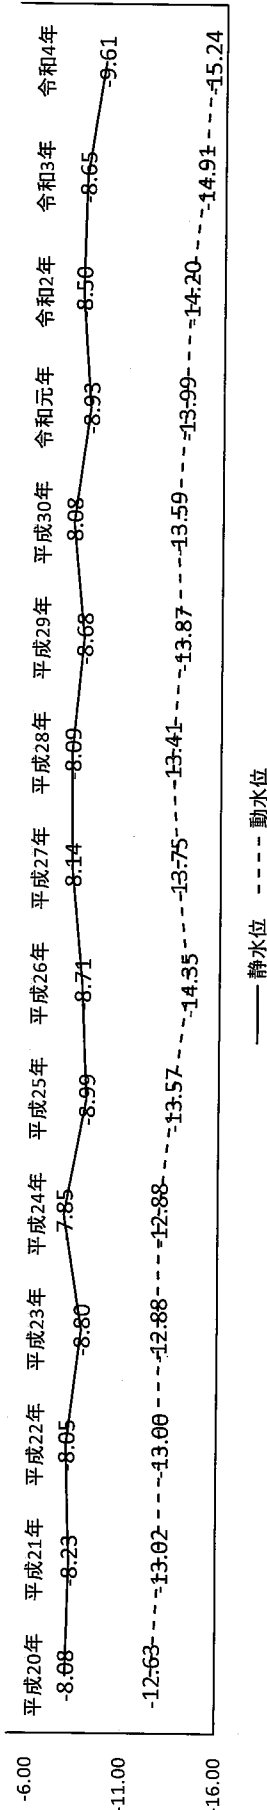 平成20年 平成21年 平成22年 平成23年 平成24年 平成25年 平成26年 平成27年 平成28年 平成29年 平成30年 令和元年 令和2年 令和3年 令和4年
-6.00
-8.08 -8.23 -8.05 -8.80 -7.85 -8.99 -8.71 -8.14 -8.09 -8.68 -8.08 -8.93 -8.50 -8.65 -9.61
-11.00
-12.63 -13.02 -13.00 -12.88 -12.88 -13.57 -14.35 -13.75 -13.41 -13.87 -13.59 -13.99 -14.20 -14.91 -15.24
-16.00
静水位 動水位